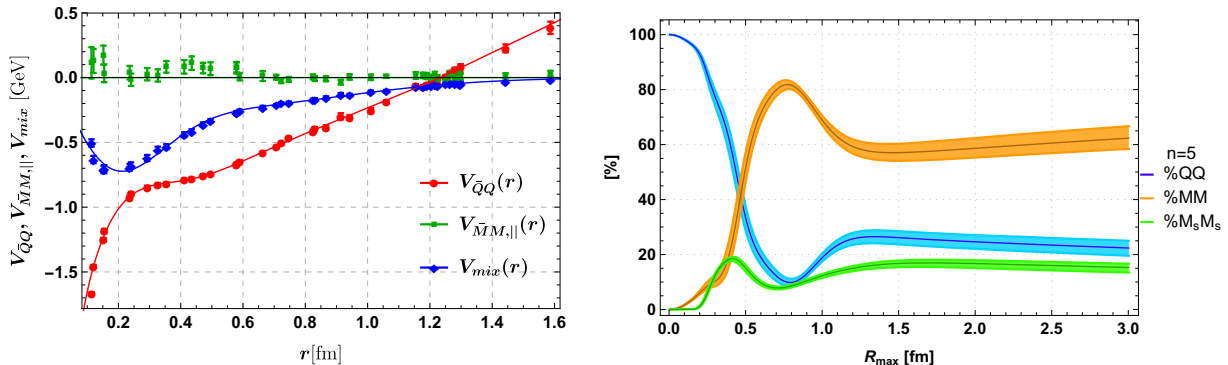 V_{Q̄Q}, V_{M̄M,||}, V_{mix} [GeV]
0.5
0.0
−0.5
−1.0
−1.5
V_{Q̄Q}(r)
V_{M̄M,||}(r)
V_{mix}(r)
0.2 0.4 0.6 0.8 1.0 1.2 1.4 1.6
r[fm]
[%]
100
80
60
40
20
0
0.0 0.5 1.0 1.5 2.0 2.5 3.0
R_{max} [fm]
n=5
%QQ
%MM
%M_sM_s